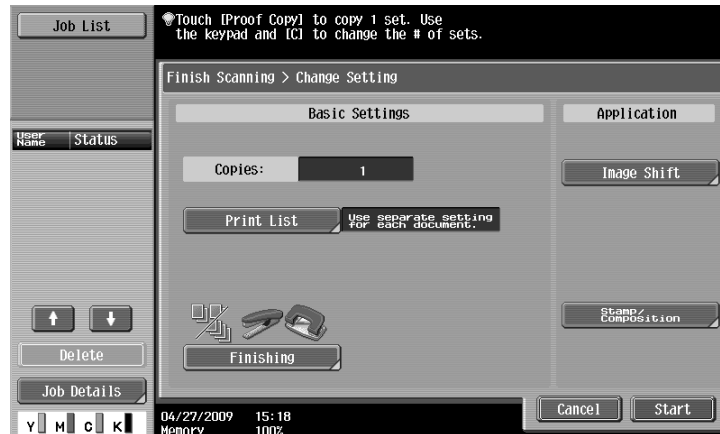 Job List
Touch [Proof Copy] to copy 1 set. Use
the keypad and [C] to change the # of sets.
Finish Scanning > Change Setting
Basic Settings
Application
User
Name
Status
Copies:
1
Image Shift
Print List
Use separate setting
for each document.
Stamp/
Composition
Finishing
Delete
Job Details
Cancel
Start
Y M C K
04/27/2009 15:18
Memory 100%